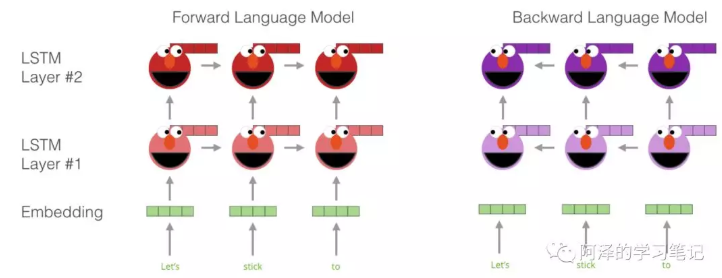 Forward Language Model
Backward Language Model
LSTM
Layer #2
LSTM
Layer #1
Embedding
Let's
stick
to
Let's
stick
to
阿泽的学习笔记